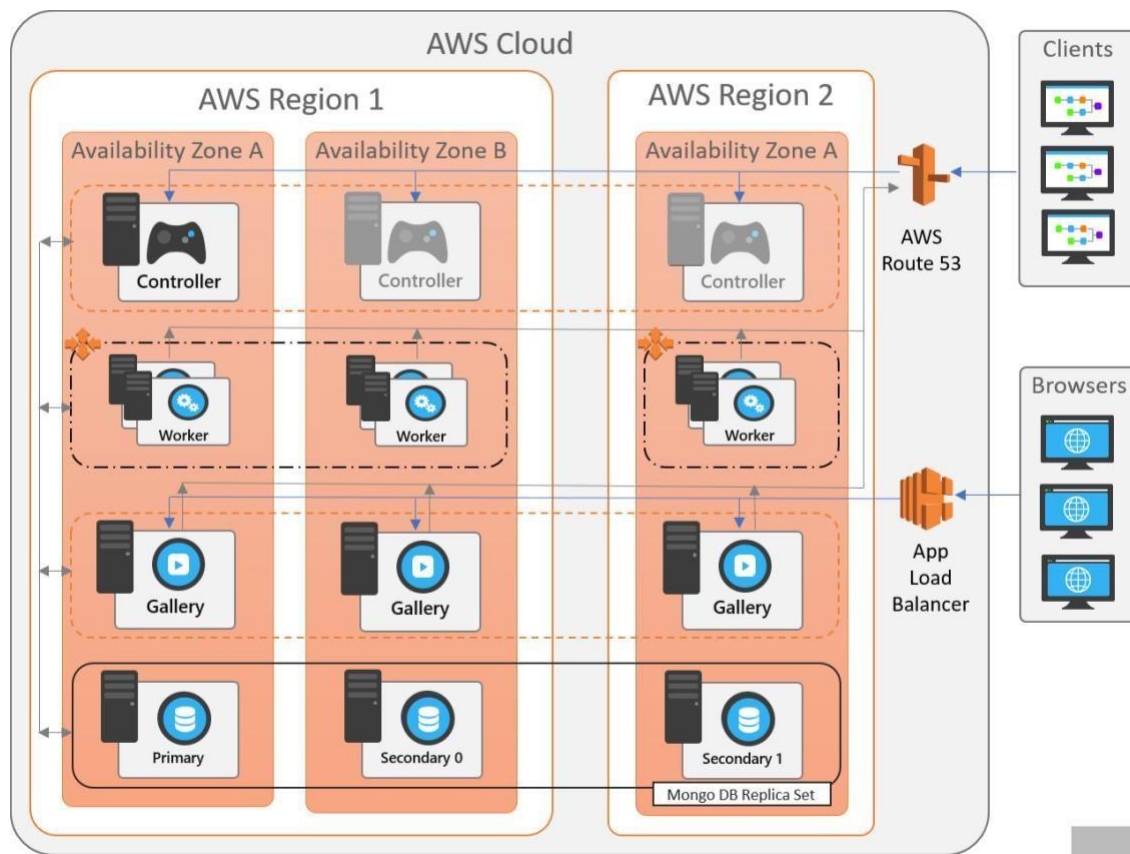 AWS Cloud
Clients
AWS Region 1
AWS Region 2
Availability Zone A
Availability Zone B
Availability Zone A
Controller
Controller
Controller
AWS
Route 53
Worker
Worker
Worker
Browsers
Gallery
Gallery
Gallery
App
Load
Balancer
Primary
Secondary 0
Secondary 1
Mongo DB Replica Set